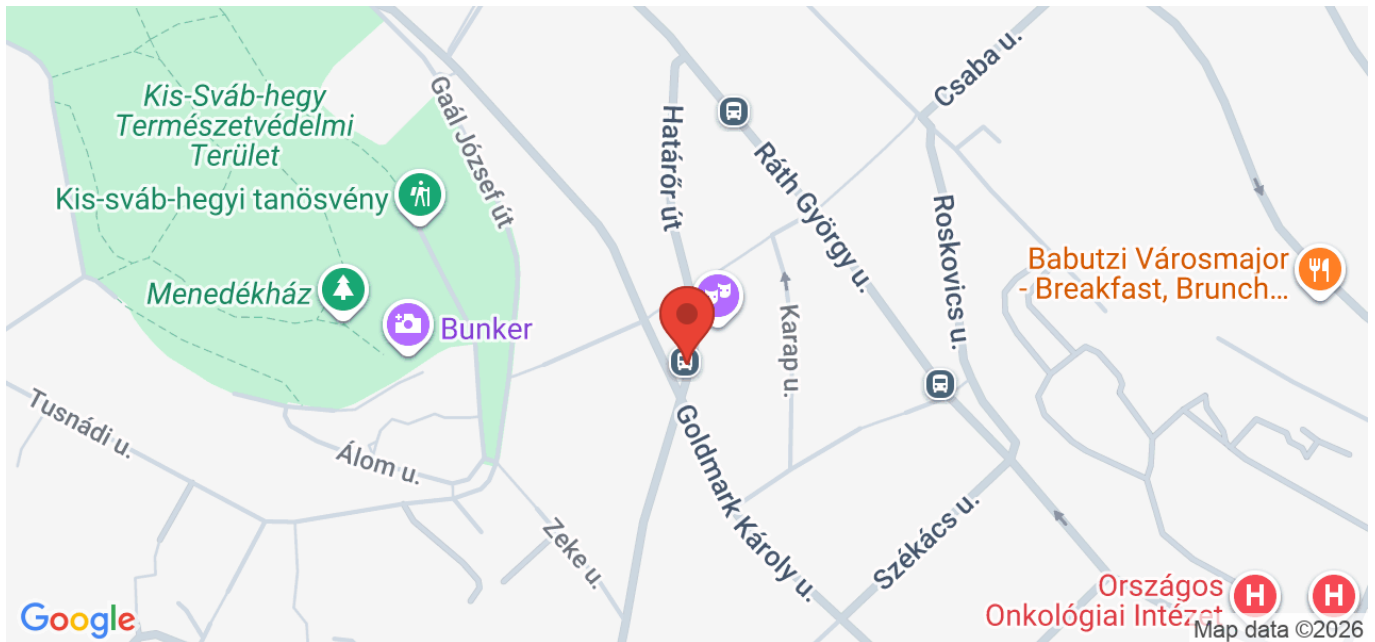 Kis-Sváb-hegy
Természetvédelmi
Terület
Kis-sváb-hegyi tanösvény
Menedékház
Bunker
Gaál József út
Határőr út
Ráth György u.
Csaba u.
Roskovics u.
Karap u.
Babutzi Városmajor
- Breakfast, Brunch...
Tusnádi u.
Álom u.
Zeke u.
Goldmark Károly u.
Székács u.
Országos
Onkológiai Intézet
H
H
Google
Map data ©2026